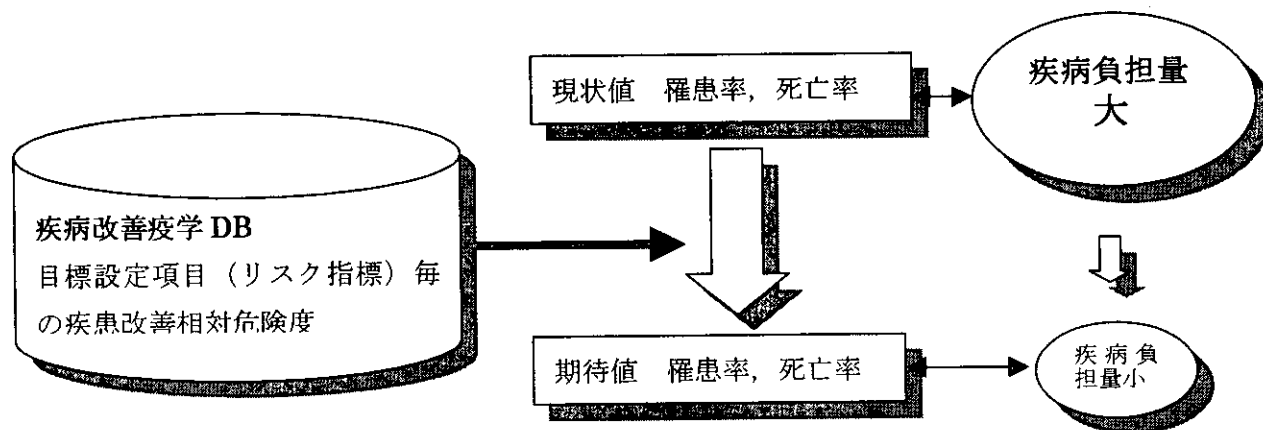 現状値　罹患率，死亡率
疾病負担量
大
疾病改善疫学 DB
目標設定項目（リスク指標）毎
の疾患改善相対危険度
期待値　罹患率，死亡率
疾 病 負
担量小